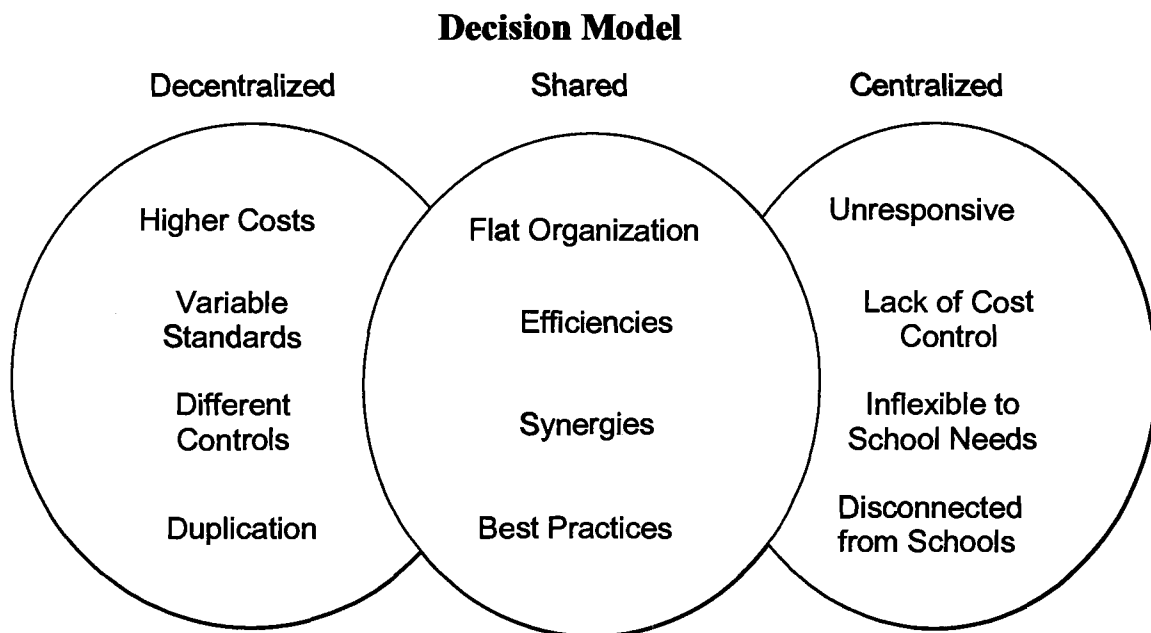 Decision Model
Decentralized
Shared
Centralized
Higher Costs
Variable
Standards
Different
Controls
Duplication
Flat Organization
Efficiencies
Synergies
Best Practices
Unresponsive
Lack of Cost
Control
Inflexible to
School Needs
Disconnected
from Schools